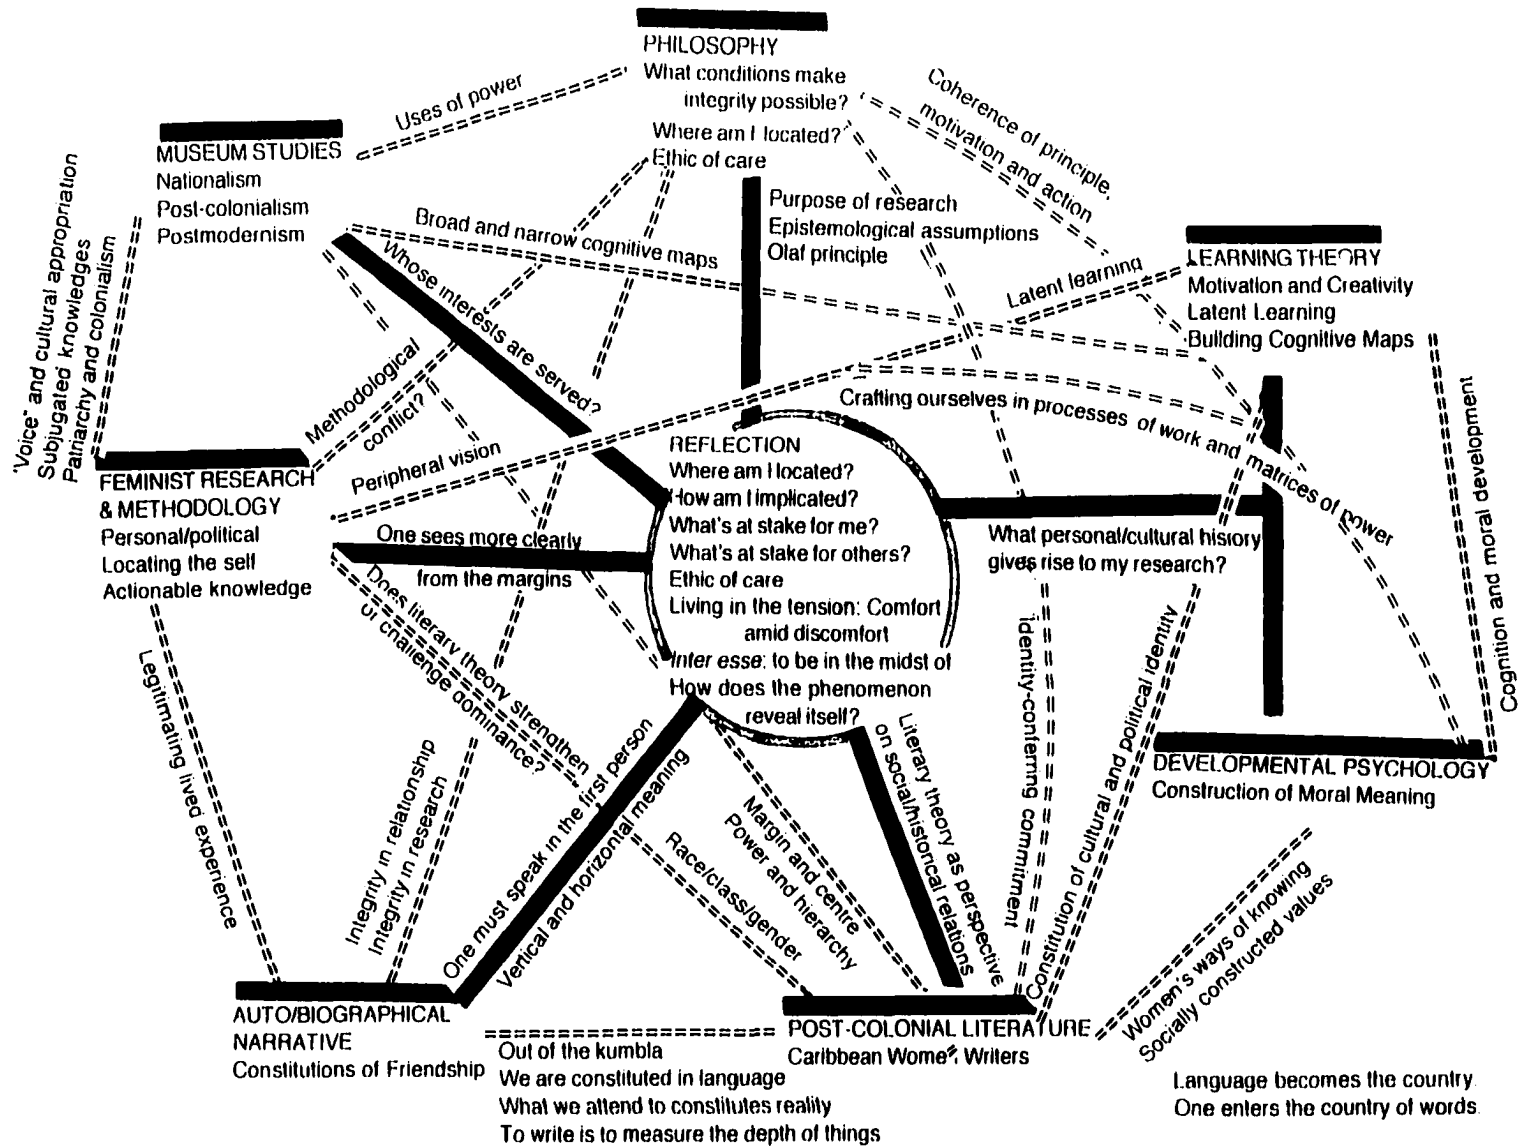 PHILOSOPHY
What conditions make
integrity possible?
Where am I located?
Ethic of care
Uses of power
Coherence of principle,
motivation and action
MUSEUM STUDIES
Nationalism
Post-colonialism
Postmodernism
"Voice" and cultural appropriation
Subjugated knowledges
Patriarchy and colonialism
Broad and narrow cognitive maps
Whose interests are served?
Purpose of research
Epistemological assumptions
Olaf principle
Latent learning
LEARNING THEORY
Motivation and Creativity
Latent Learning
Building Cognitive Maps
Methodological
conflict?
Crafting ourselves in processes of work and matrices of power
Cognition and moral development
Peripheral vision
FEMINIST RESEARCH
& METHODOLOGY
Personal/political
Locating the self
Actionable knowledge
One sees more clearly
from the margins
REFLECTION
Where am I located?
How am I implicated?
What's at stake for me?
What's at stake for others?
Ethic of care
Living in the tension: Comfort
amid discomfort
Inter esse: to be in the midst of
How does the phenomenon
reveal itself?
What personal/cultural history
gives rise to my research?
Does literary theory strengthen
or challenge dominance?
Legitimating lived experience
Integrity in relationship
Integrity in research
One must speak in the first person
Vertical and horizontal meaning
Race/class/gender
Margin and centre
Power and hierarchy
Literary theory as perspective
on social/historical relations
identity-conferring commitment
Constitution of cultural and political identity
DEVELOPMENTAL PSYCHOLOGY
Construction of Moral Meaning
Women's ways of knowing
Socially constructed values
AUTO/BIOGRAPHICAL
NARRATIVE
Constitutions of Friendship
Out of the kumbla
We are constituted in language
What we attend to constitutes reality
To write is to measure the depth of things
POST-COLONIAL LITERATURE
Caribbean Women Writers
Language becomes the country.
One enters the country of words.